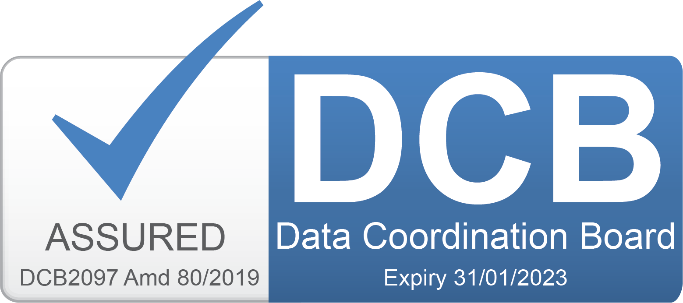 ASSURED
DCB2097 Amd 80/2019
DCB
Data Coordination Board
Expiry 31/01/2023